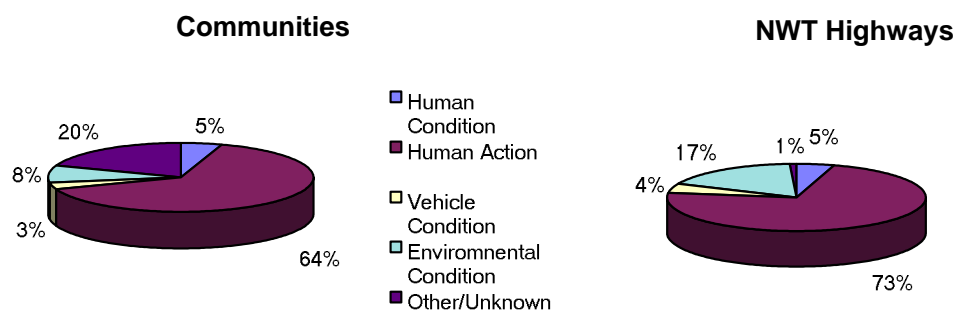 Communities
NWT Highways
20%
5%
8%
3%
64%
Human
Condition
Human Action
Vehicle
Condition
Enviromnental
Condition
Other/Unknown
17%
1%
5%
4%
73%